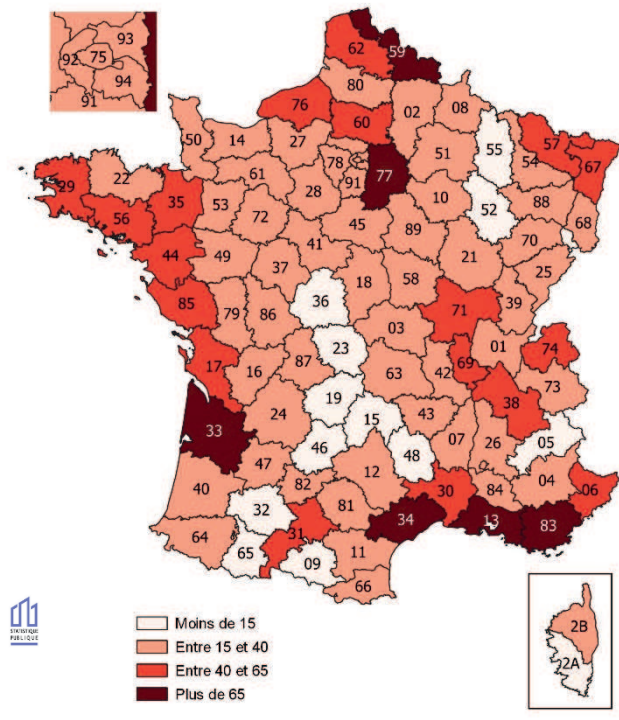 93
92 75
94
91
62 59
80
76 60 02 08
50 14 27 55 57
78 51 54 67
61 91 77
29 22 35 28 10 52 88 68
56 53 72 45 89 70
44 49 41 21 25
37 18 58
85 79 86 36 71 39
03
23 01 74
17 16 87 63 42 69
19 38 73
24 15 43
33 05
46 48 07 26
47 12
40 82 30 84 04 06
32 81
64 31 34 13 83
65 09 11
66
2B
2A
STATISTIQUE
PUBLIQUE
Moins de 15
Entre 15 et 40
Entre 40 et 65
Plus de 65